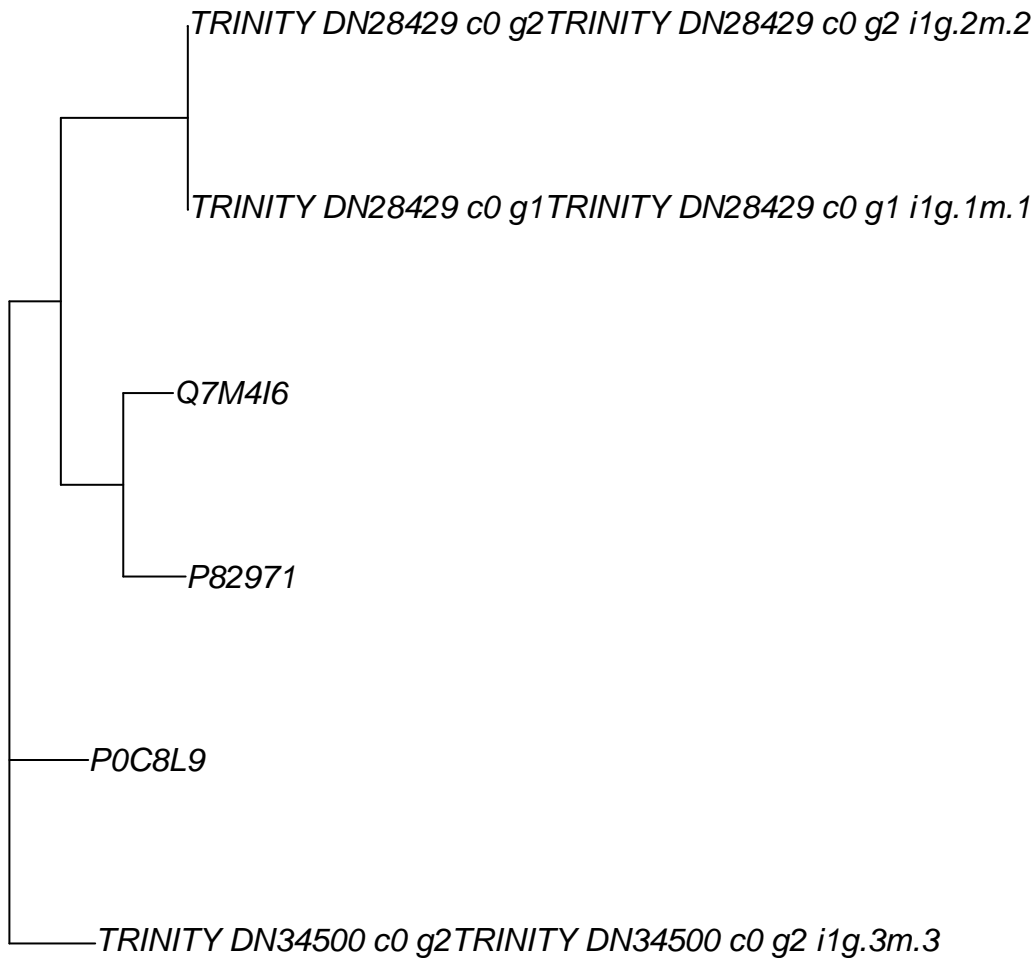 TRINITY DN28429 c0 g2TRINITY DN28429 c0 g2 i1g.2m.2
TRINITY DN28429 c0 g1TRINITY DN28429 c0 g1 i1g.1m.1
Q7M4I6
P82971
P0C8L9
TRINITY DN34500 c0 g2TRINITY DN34500 c0 g2 i1g.3m.3